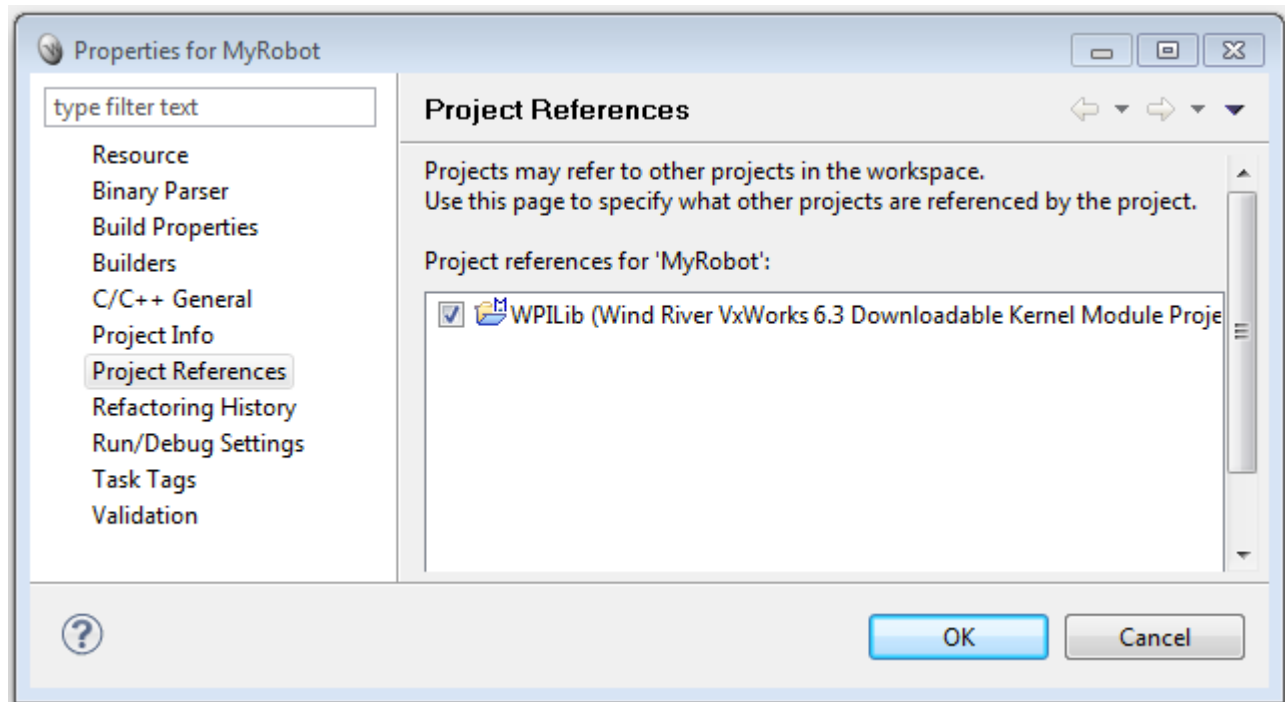 Properties for MyRobot
type filter text
Resource
Binary Parser
Build Properties
Builders
C/C++ General
Project Info
Project References
Refactoring History
Run/Debug Settings
Task Tags
Validation
Project References
Projects may refer to other projects in the workspace.
Use this page to specify what other projects are referenced by the project.
Project references for 'MyRobot':
WPILib (Wind River VxWorks 6.3 Downloadable Kernel Module Proje
?
OK
Cancel